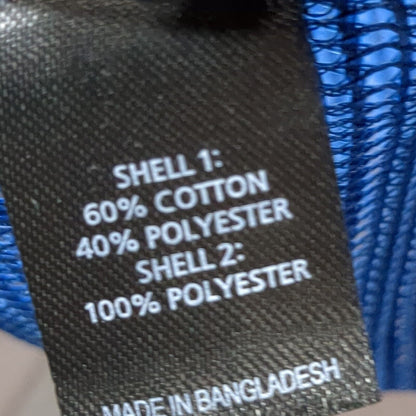 SHELL 1:
60% COTTON
40% POLYESTER
SHELL 2:
100% POLYESTER
MADE IN BANGLADESH